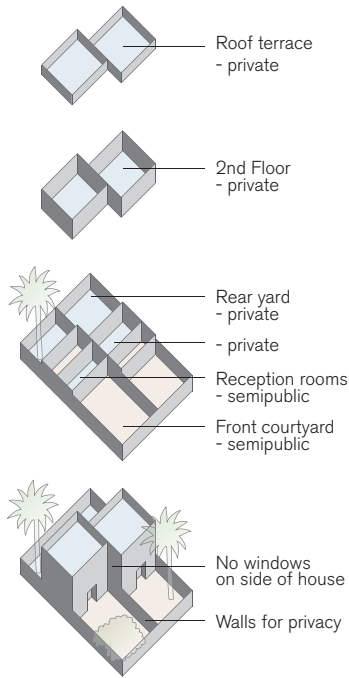 Roof terrace
- private
2nd Floor
- private
Rear yard
- private
- private
Reception rooms
- semipublic
Front courtyard
- semipublic
No windows
on side of house
Walls for privacy